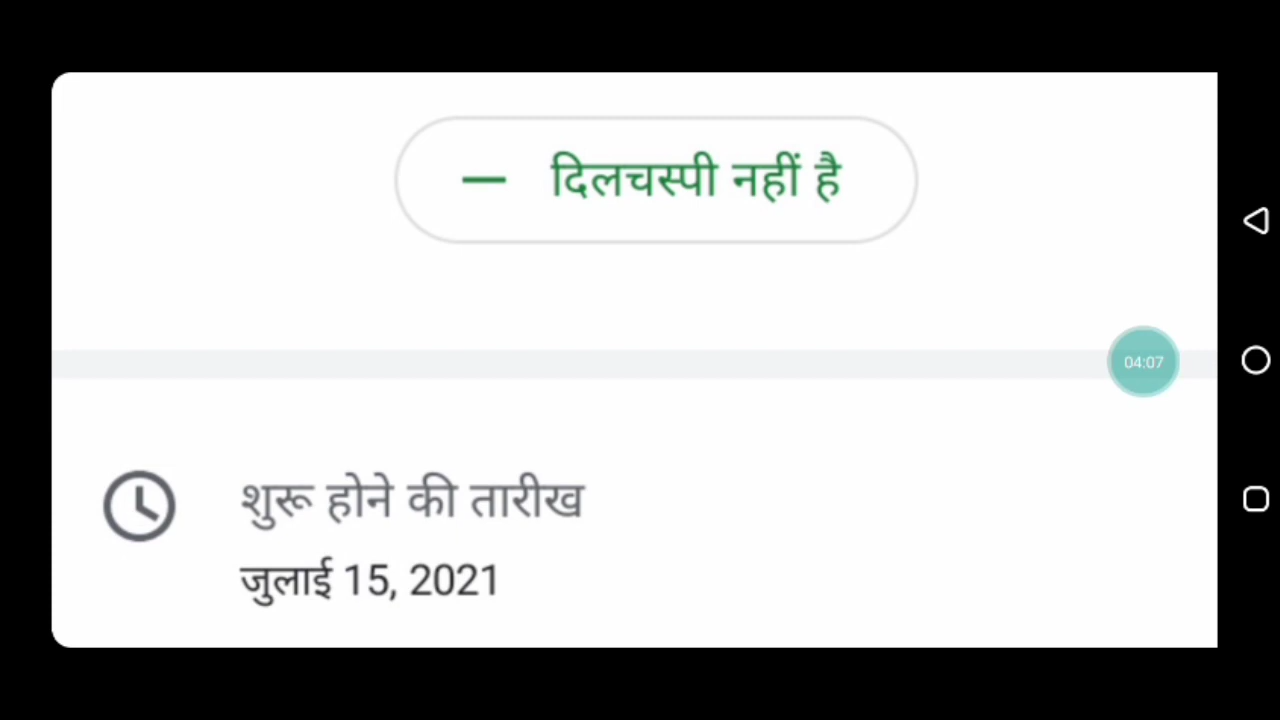 दिलचस्पी नहीं है
04:07
शुरू होने की तारीख
जुलाई 15, 2021